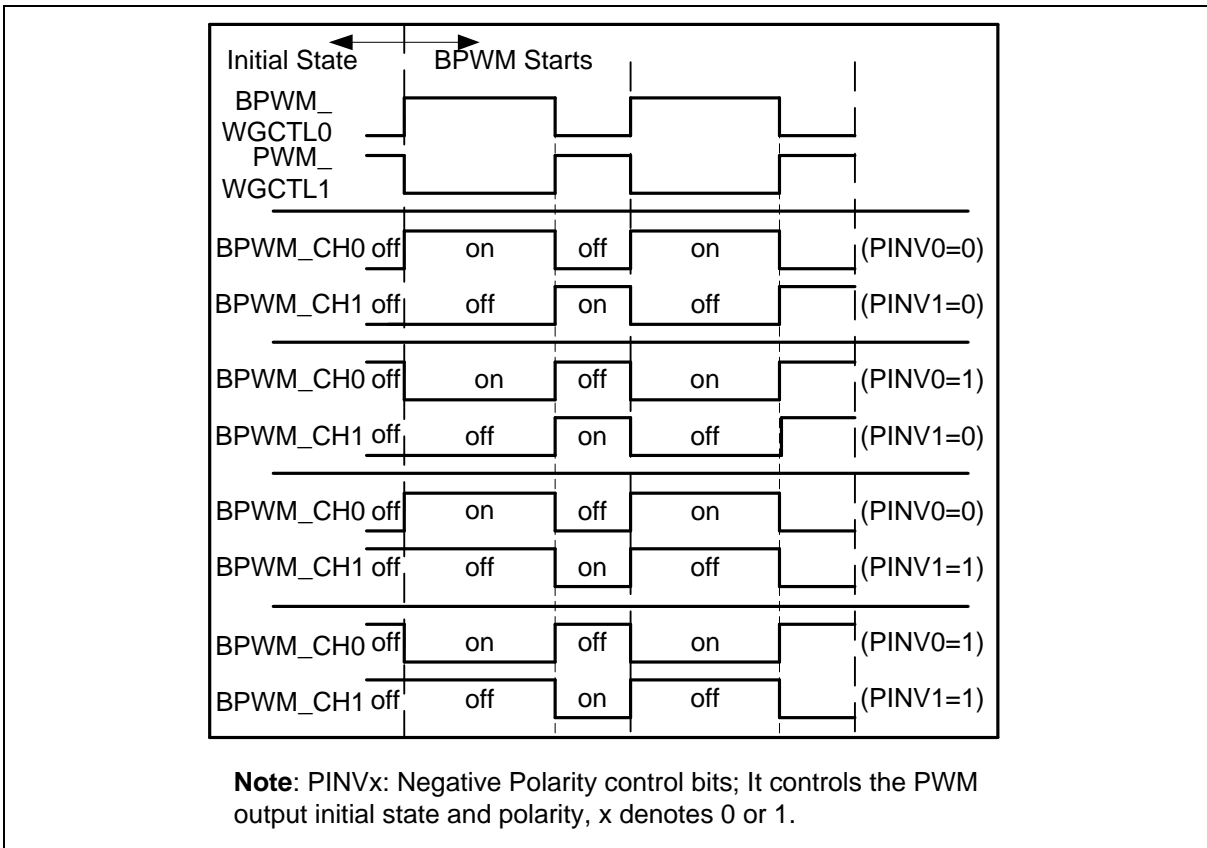 Initial State BPWM Starts
BPWM_
WGCTL0
PWM_
WGCTL1
BPWM_CH0 off on off on (PINV0=0)
BPWM_CH1 off off on off (PINV1=0)
BPWM_CH0 off on off on (PINV0=1)
BPWM_CH1 off off on off (PINV1=0)
BPWM_CH0 off on off on (PINV0=0)
BPWM_CH1 off off on off (PINV1=1)
BPWM_CH0 off on off on (PINV0=1)
BPWM_CH1 off off on off (PINV1=1)
Note: PINVx: Negative Polarity control bits; It controls the PWM
output initial state and polarity, x denotes 0 or 1.